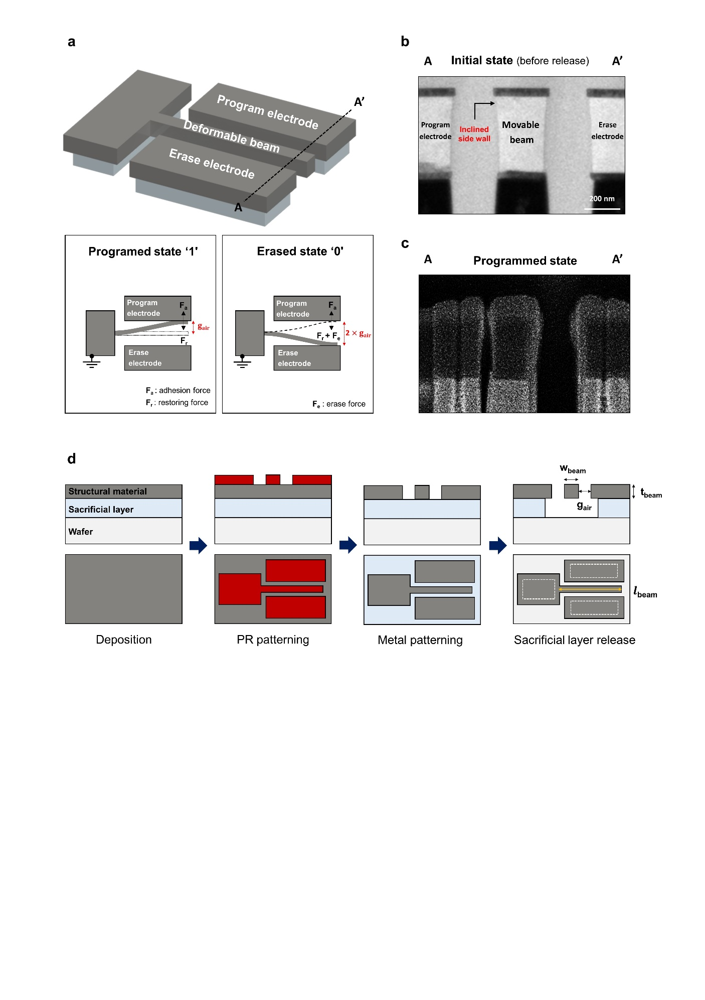 a
Program electrode
A’
Deformable beam
Erase electrode
A
Programed state ‘1'
Program
electrode
Fa
gair
Fr
Erase
electrode
Fa : adhesion force
Fr : restoring force
Erased state ‘0'
Program
electrode
Fa
Fr + Fe
2 × gair
Erase
electrode
Fe : erase force
b
A Initial state (before release) A’
Program
electrode
Inclined
side wall
Movable
beam
Erase
electrode
200 nm
c
A Programmed state A’
d
Structural material
Sacrificial layer
Wafer
Wbeam
tbeam
gair
lbeam
Deposition
PR patterning
Metal patterning
Sacrificial layer release